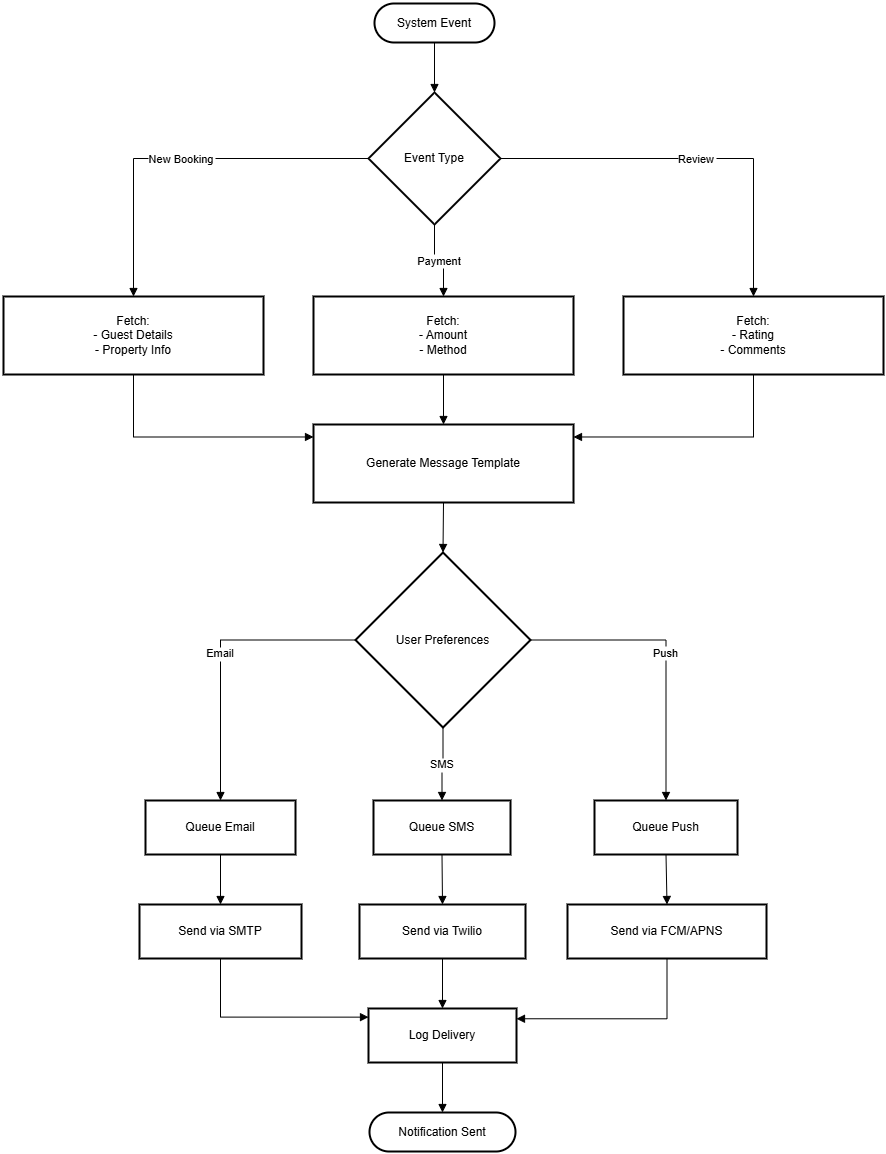 System Event
Event Type
New Booking
Review
Payment
Fetch:
- Guest Details
- Property Info
Fetch:
- Amount
- Method
Fetch:
- Rating
- Comments
Generate Message Template
User Preferences
Email
Push
SMS
Queue Email
Queue SMS
Queue Push
Send via SMTP
Send via Twilio
Send via FCM/APNS
Log Delivery
Notification Sent